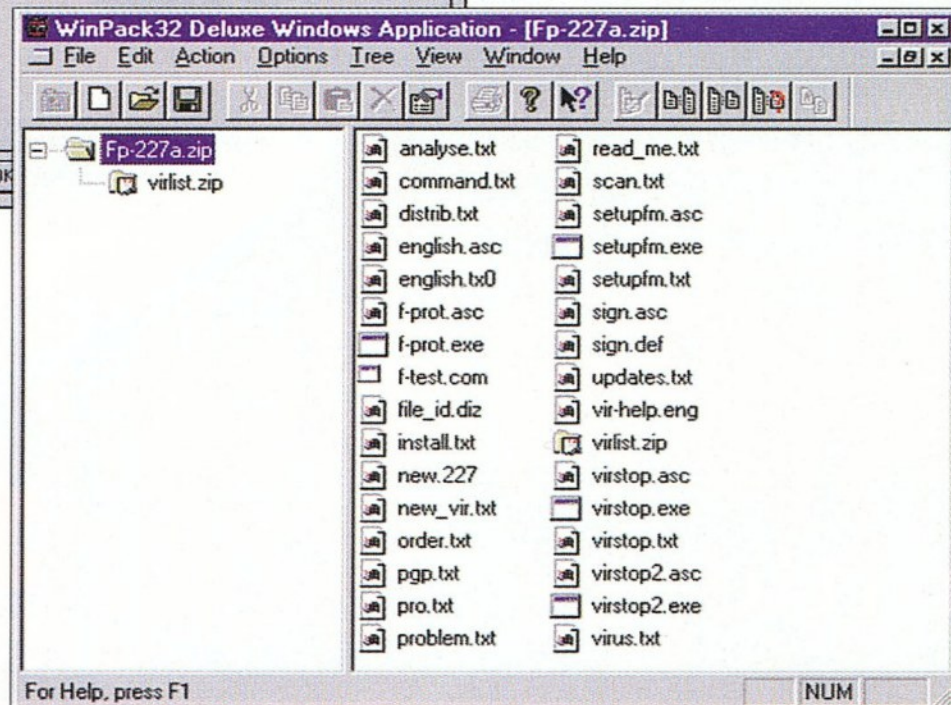 WinPack32 Deluxe Windows Application - [Fp-227a.zip]
File Edit Action Options Tree View Window Help
Fp-227a.zip
virlist.zip
analyse.txt
command.txt
distrib.txt
english.asc
english.tx0
f-prot.asc
f-prot.exe
f-test.com
file_id.diz
install.txt
new.227
new_vir.txt
order.txt
pgp.txt
pro.txt
problem.txt
read_me.txt
scan.txt
setupfm.asc
setupfm.exe
setupfm.txt
sign.asc
sign.def
updates.txt
vir-help.eng
virlist.zip
virstop.asc
virstop.exe
virstop.txt
virstop2.asc
virstop2.exe
virus.txt
For Help, press F1
NUM